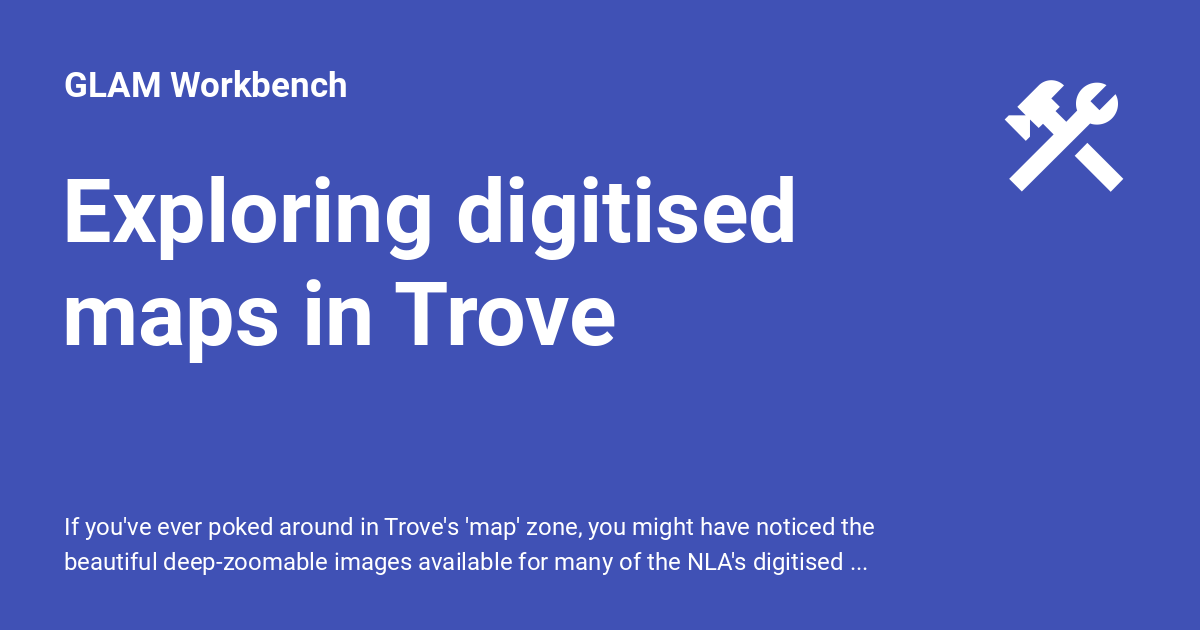 GLAM Workbench
Exploring digitised
maps in Trove
If you've ever poked around in Trove's 'map' zone, you might have noticed the
beautiful deep-zoomable images available for many of the NLA's digitised ...